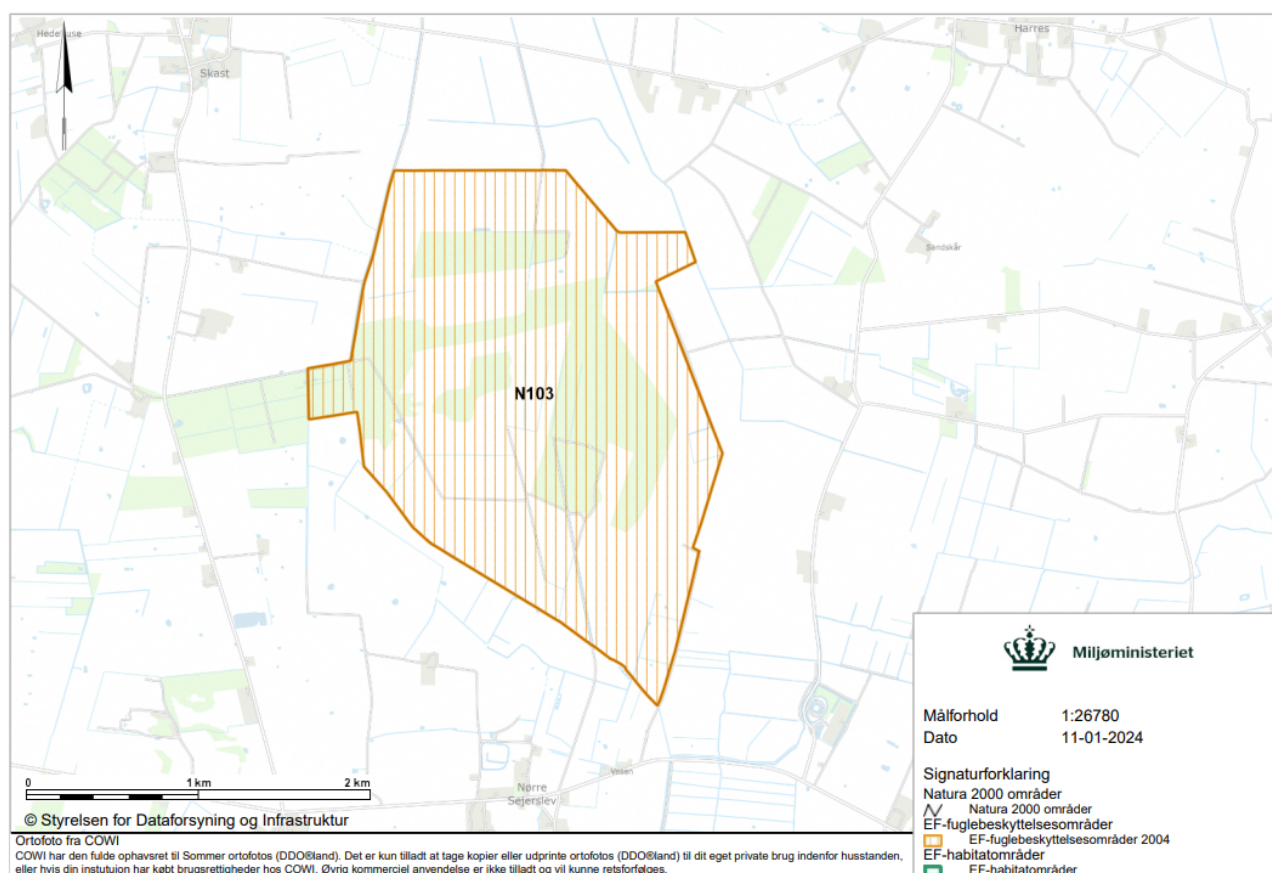 Hedehuse
Skast
Harres
Sandskår
N103
Nørre
Sejerslev
Vesen
0 1 km 2 km
© Styrelsen for Dataforsyning og Infrastruktur
Ortofoto fra COWI
COWI har den fulde ophavsret til Sommer ortofotos (DDO®land). Det er kun tilladt at tage kopier eller udprinte ortofotos (DDO®land) til dit eget private brug indenfor husstanden,
eller hvis din instutuion har købt brugsrettigheder hos COWI. Øvrig kommerciel anvendelse er ikke tilladt og vil kunne retsforfølges.
Miljøministeriet
Målforhold 1:26780
Dato 11-01-2024
Signaturforklaring
Natura 2000 områder
Natura 2000 områder
EF-fuglebeskyttelsesområder
EF-fuglebeskyttelsesområder 2004
EF-habitatområder
EF-habitatområder